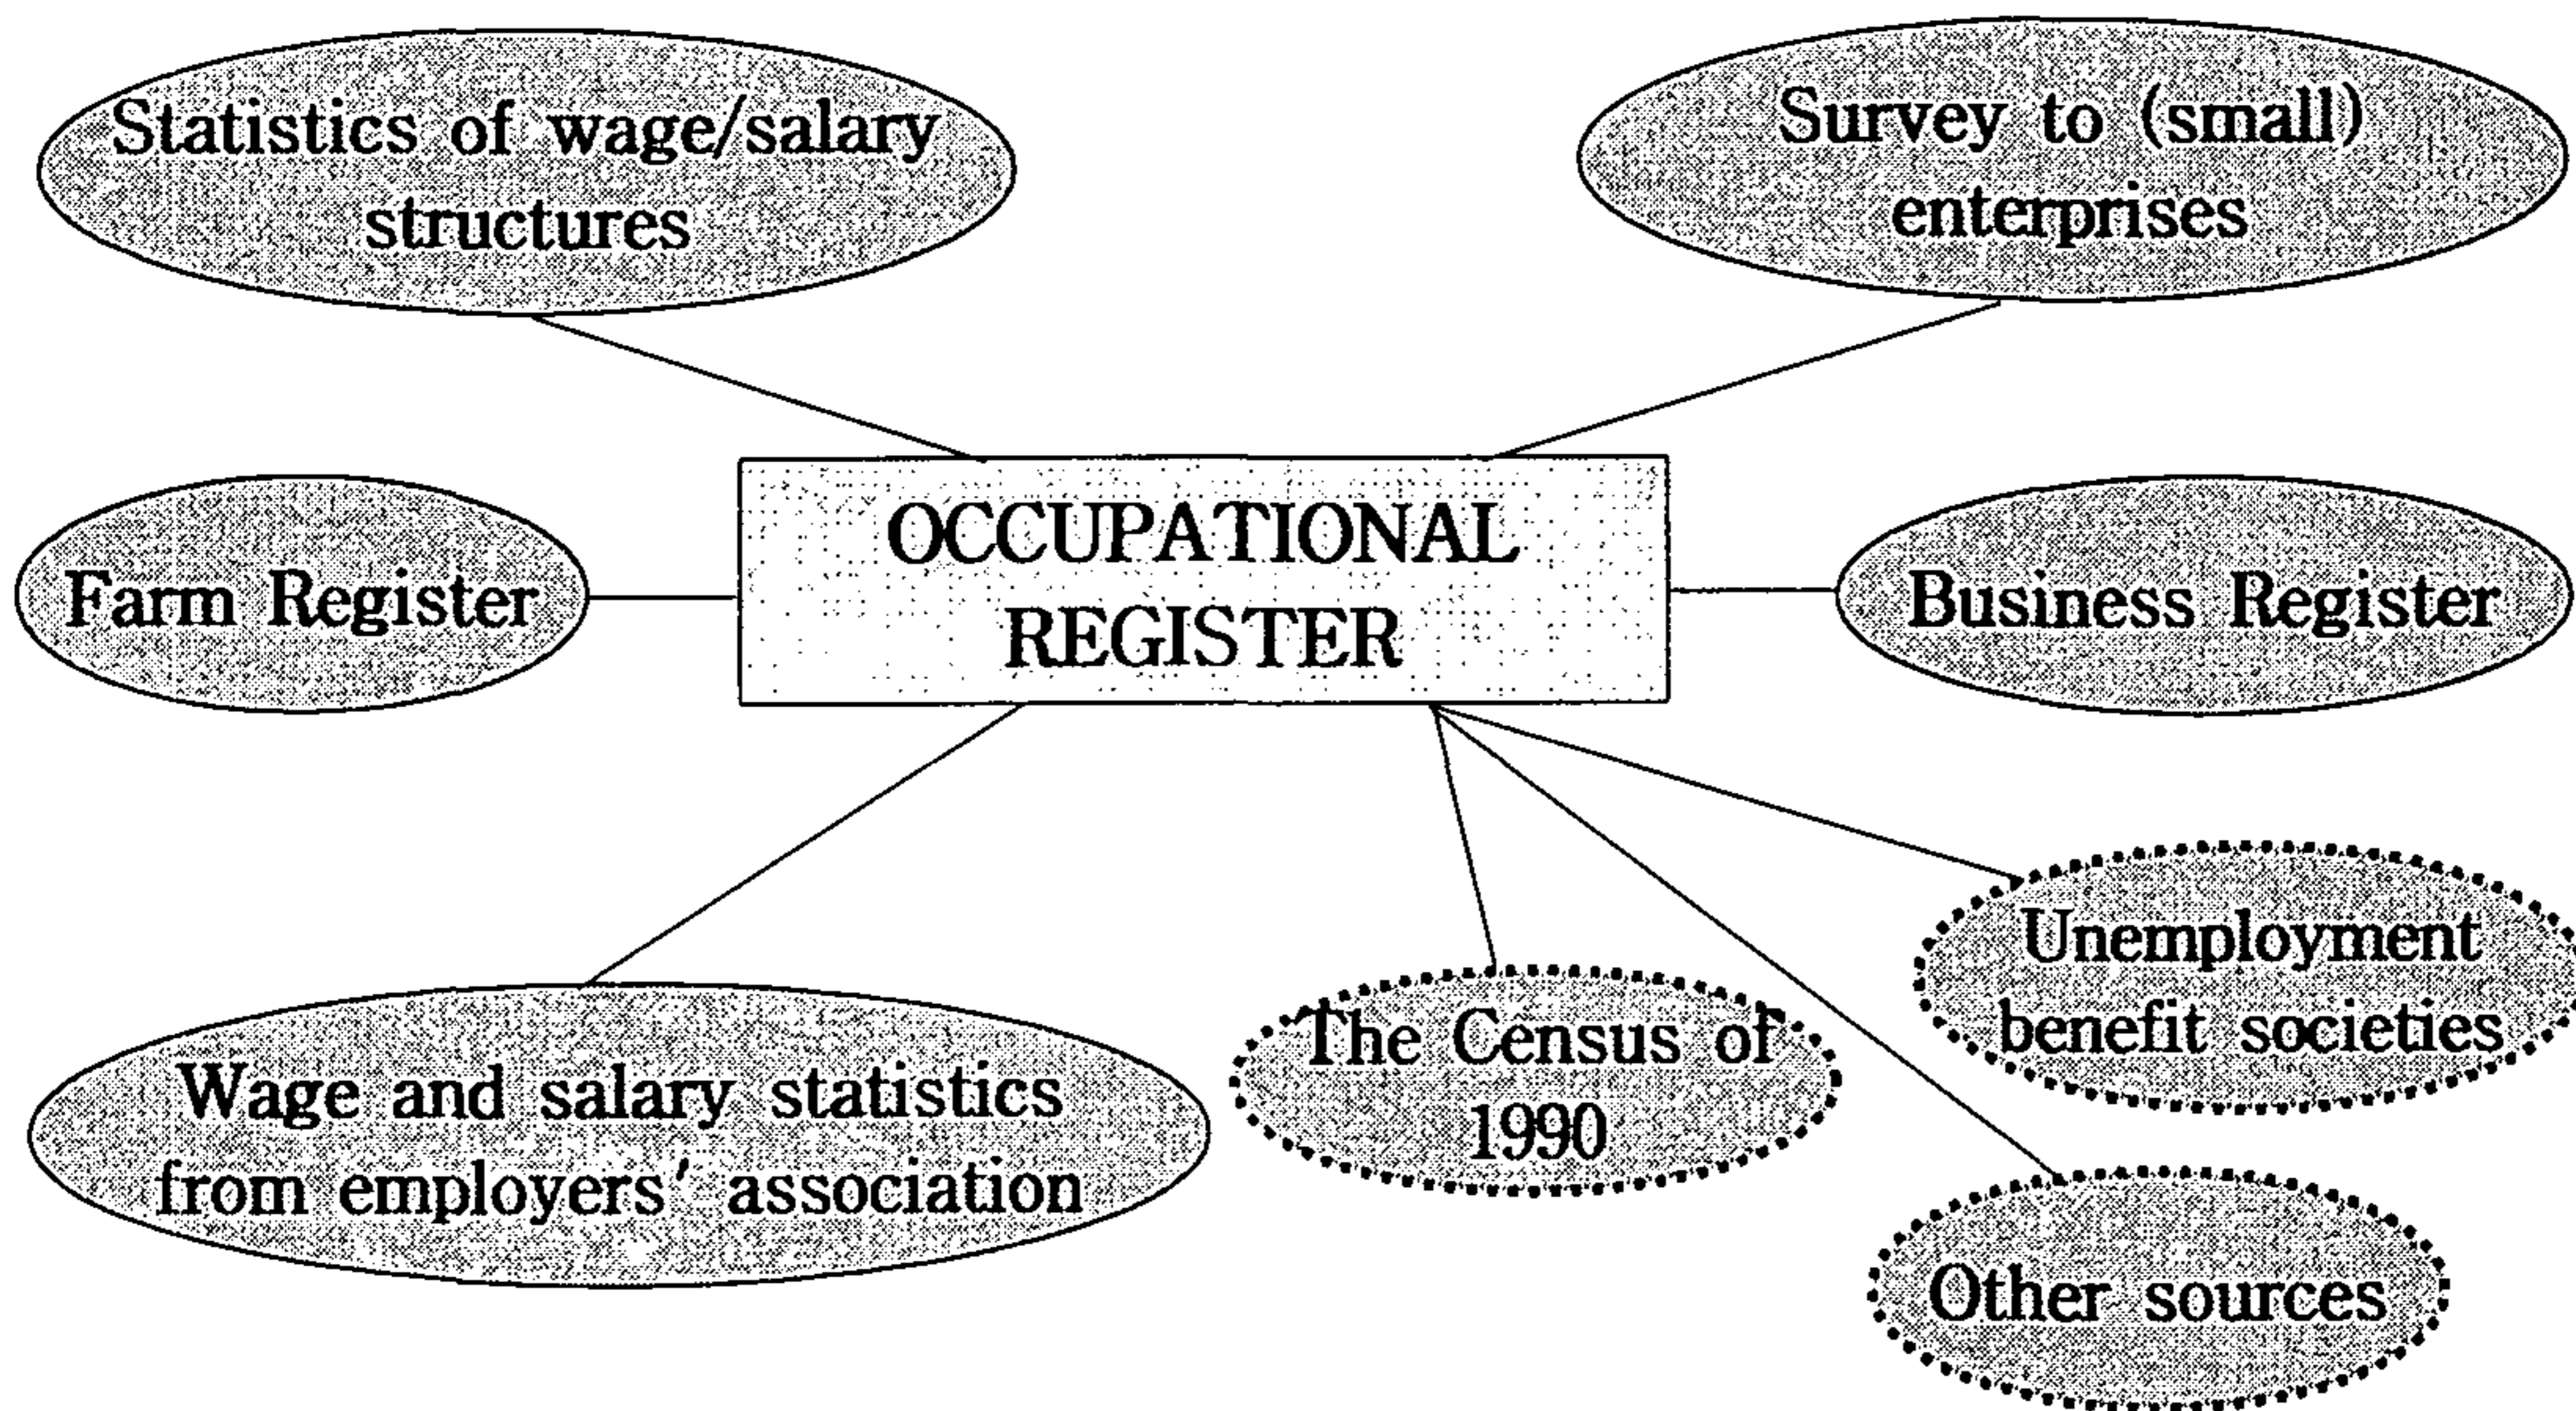 Statistics of wage/salary
structures
Survey to (small)
enterprises
Farm Register
OCCUPATIONAL
REGISTER
Business Register
Wage and salary statistics
from employers' association
The Census of
1990
Unemployment
benefit societies
Other sources